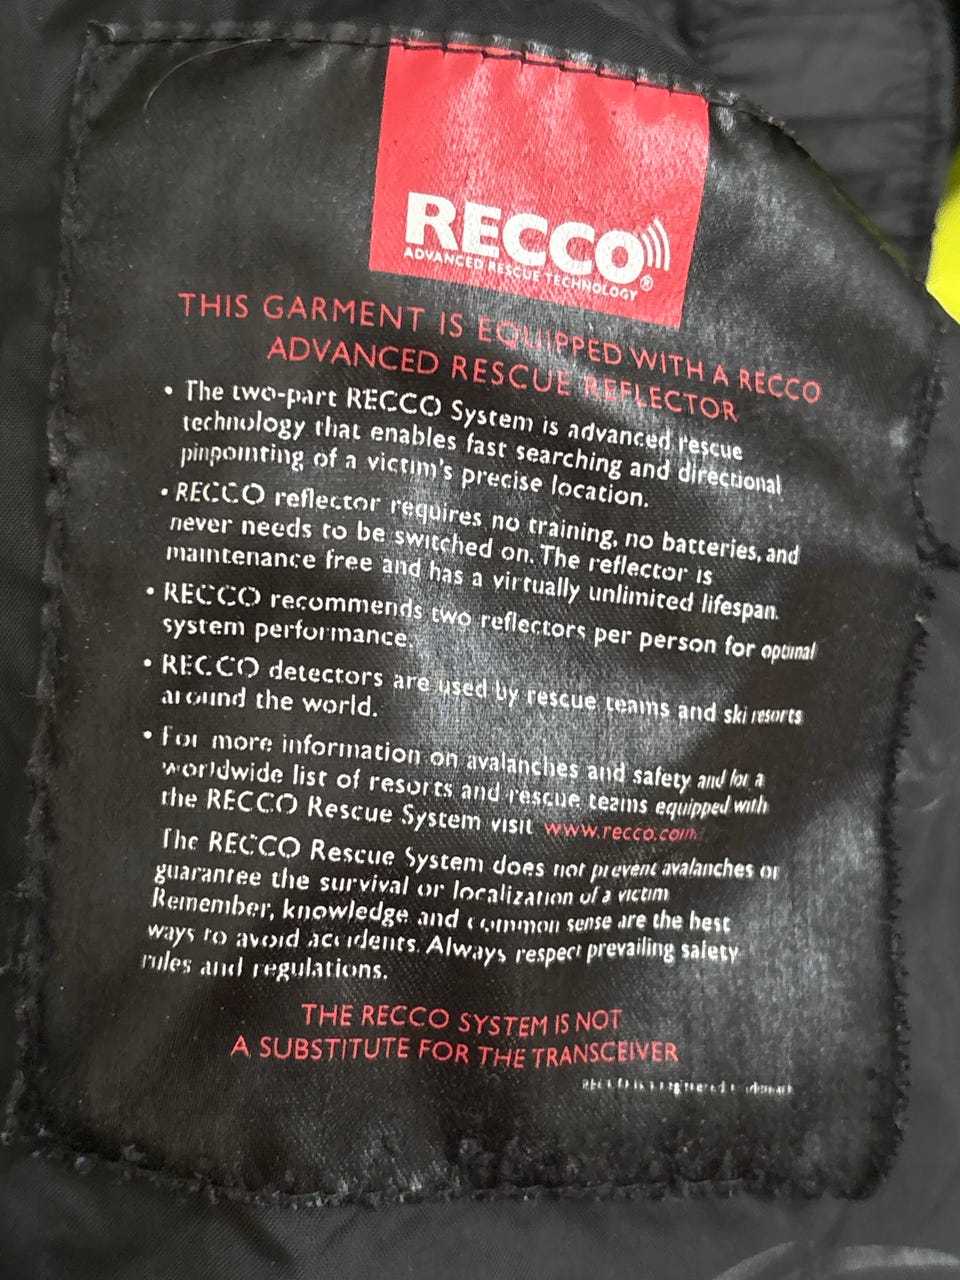 RECCO®
ADVANCED RESCUE TECHNOLOGY
THIS GARMENT IS EQUIPPED WITH A RECCO
ADVANCED RESCUE REFLECTOR
• The two-part RECCO System is advanced rescue
technology that enables fast searching and directional
pinpointing of a victim's precise location.
• RECCO reflector requires no training, no batteries, and
never needs to be switched on. The reflector is
maintenance free and has a virtually unlimited lifespan.
• RECCO recommends two reflectors per person for optimal
system performance.
• RECCO detectors are used by rescue teams and ski resorts
around the world.
• For more information on avalanches and safety and for a
worldwide list of resorts and rescue teams equipped with
the RECCO Rescue System visit www.recco.com.
The RECCO Rescue System does not prevent avalanches or
guarantee the survival or localization of a victim
Remember, knowledge and common sense are the best
ways to avoid accidents. Always respect prevailing safety
rules and regulations.
THE RECCO SYSTEM IS NOT
A SUBSTITUTE FOR THE TRANSCEIVER
RECCO is a registered trademark